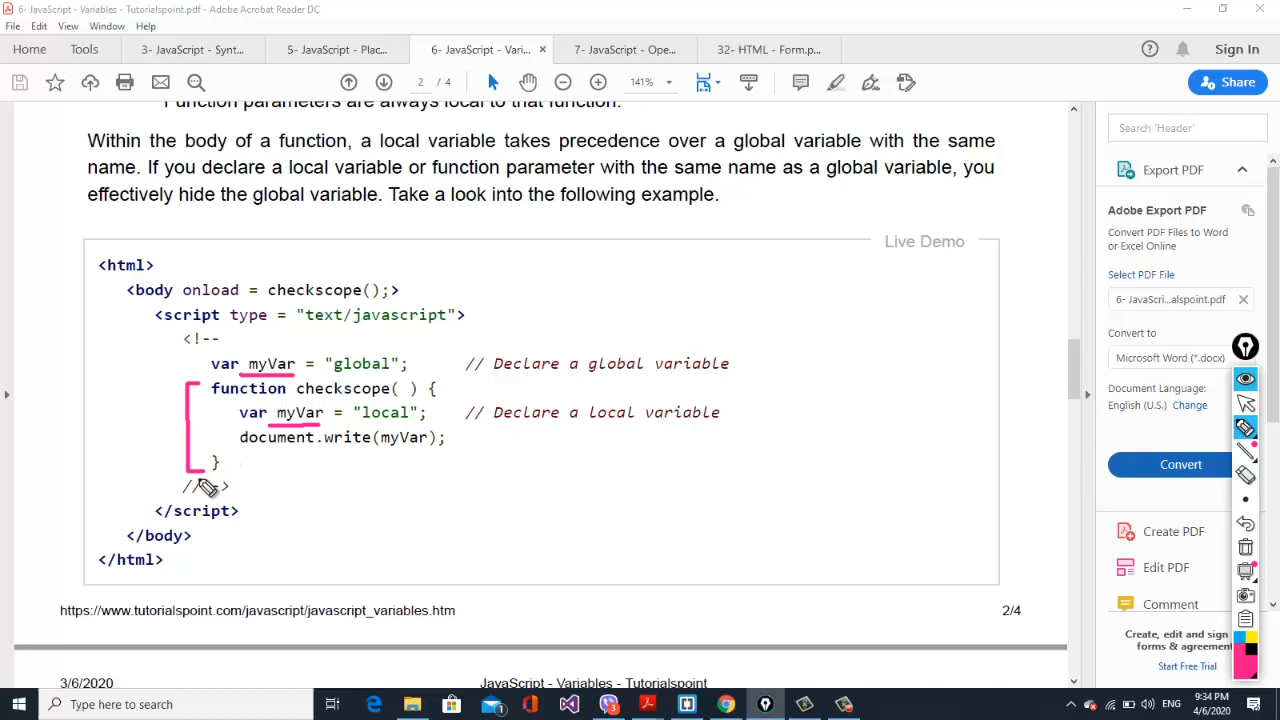 6- JavaScript - Variables - Tutorialspoint.pdf - Adobe Acrobat Reader DC
File Edit View Window Help
Home Tools 3- JavaScript - Synt... 5- JavaScript - Plac... 6- JavaScript - Vari... × 7- JavaScript - Ope... 32- HTML - Form.p... Sign In
2 / 4 141% Share
Function parameters are always local to that function.
Within the body of a function, a local variable takes precedence over a global variable with the same
name. If you declare a local variable or function parameter with the same name as a global variable, you
effectively hide the global variable. Take a look into the following example.
Live Demo
<html>
<body onload = checkscope();>
<script type = "text/javascript">
<!--
var myVar = "global"; // Declare a global variable
function checkscope( ) {
var myVar = "local"; // Declare a local variable
document.write(myVar);
}
//
</script>
</body>
</html>
https://www.tutorialspoint.com/javascript/javascript_variables.htm 2/4
3/6/2020 JavaScript - Variables - Tutorialspoint
Search 'Header'
Export PDF
Adobe Export PDF
Convert PDF Files to Word
or Excel Online
Select PDF File
6- JavaScri...alspoint.pdf
Convert to
Microsoft Word (*.docx)
Document Language:
English (U.S.) Change
Convert
Create PDF
Edit PDF
Comment
Create, edit and sign
forms & agreement
Start Free Trial
Type here to search
ENG
9:34 PM
4/6/2020